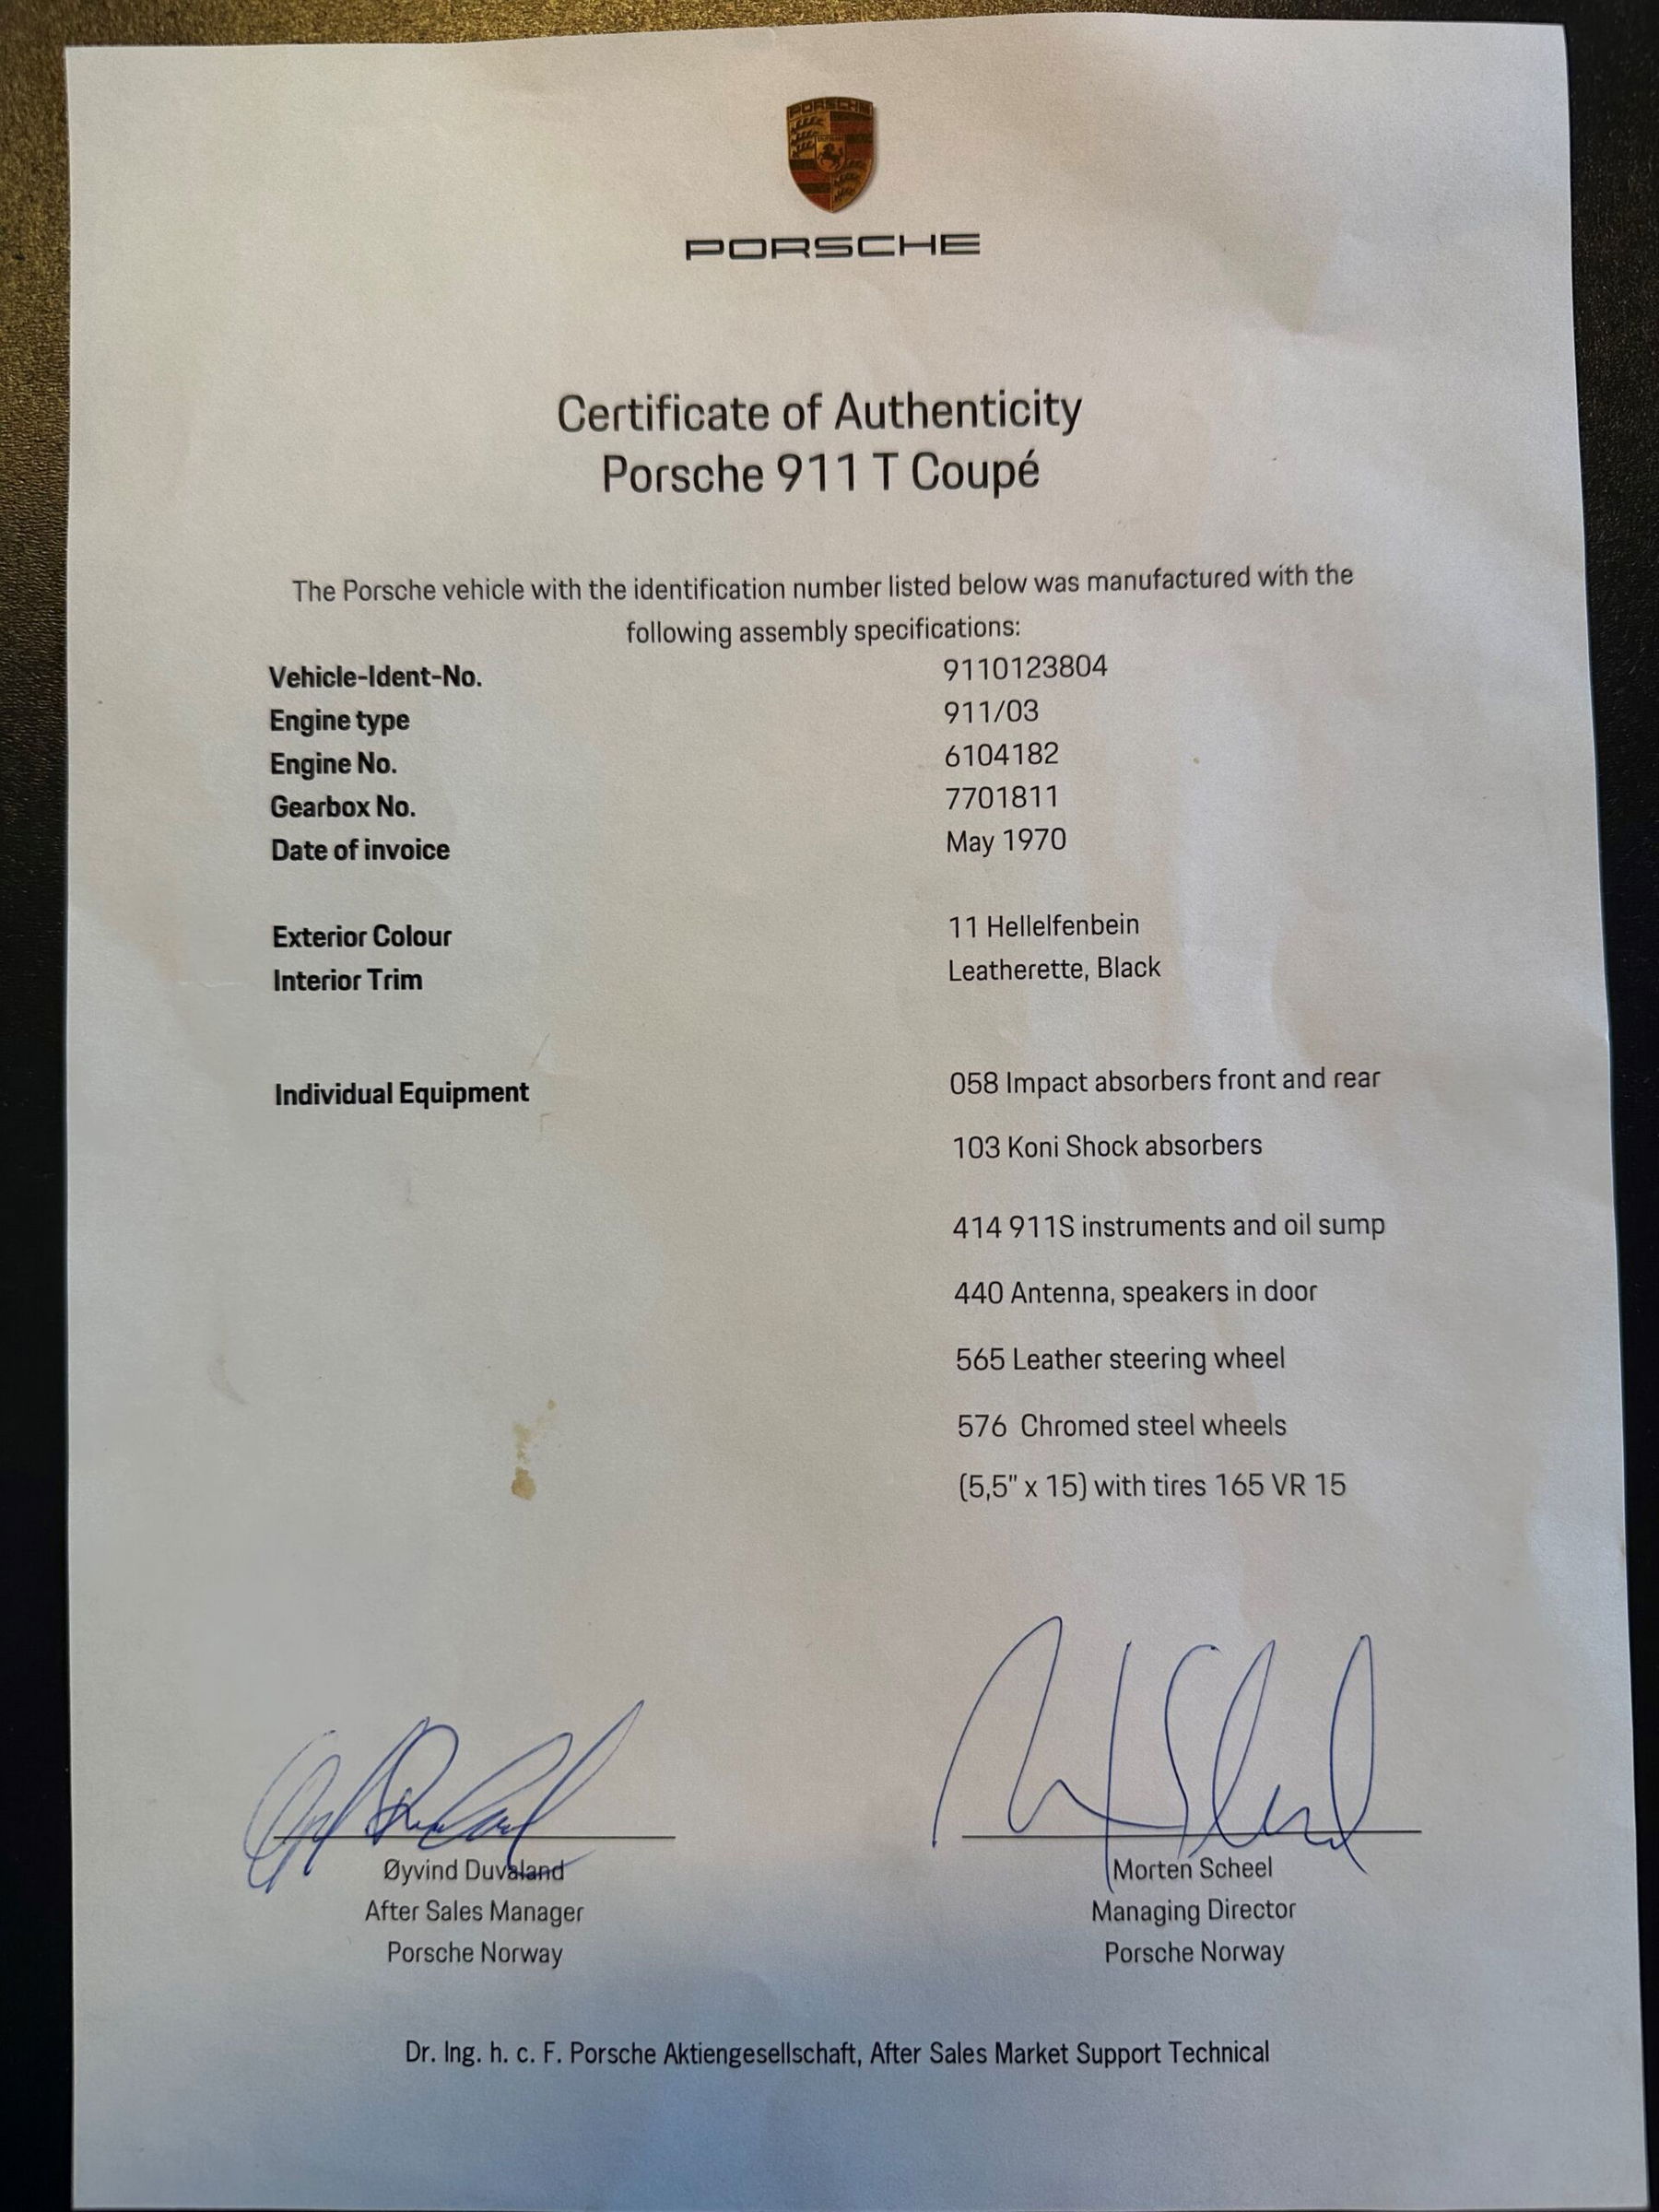 PORSCHE
PORSCHE
Certificate of Authenticity
Porsche 911 T Coupé
The Porsche vehicle with the identification number listed below was manufactured with the
following assembly specifications:
Vehicle-Ident-No. 9110123804
Engine type 911/03
Engine No. 6104182
Gearbox No. 7701811
Date of invoice May 1970
Exterior Colour 11 Hellelfenbein
Interior Trim Leatherette, Black
Individual Equipment 058 Impact absorbers front and rear
103 Koni Shock absorbers
414 911S instruments and oil sump
440 Antenna, speakers in door
565 Leather steering wheel
576 Chromed steel wheels
(5,5" x 15) with tires 165 VR 15
Øyvind Duvaland Morten Scheel
After Sales Manager Managing Director
Porsche Norway Porsche Norway
Dr. Ing. h. c. F. Porsche Aktiengesellschaft, After Sales Market Support Technical